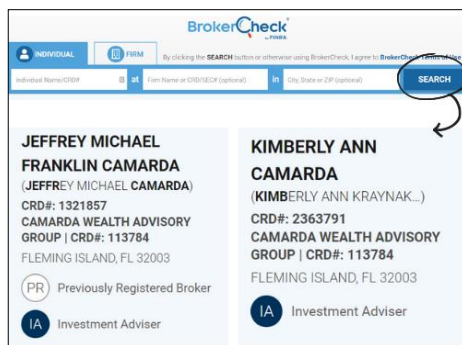 BrokerCheck
by FINRA
INDIVIDUAL
FIRM
By clicking the SEARCH button or otherwise using BrokerCheck, I agree to BrokerCheck Terms of Use
Individual Name/CRD#
at
Firm Name or CRD/SEC# (optional)
in
City, State or ZIP (optional)
SEARCH
JEFFREY MICHAEL
FRANKLIN CAMARDA
(JEFFREY MICHAEL CAMARDA)
CRD#: 1321857
CAMARDA WEALTH ADVISORY
GROUP | CRD#: 113784
FLEMING ISLAND, FL 32003
PR Previously Registered Broker
IA Investment Adviser
KIMBERLY ANN
CAMARDA
(KIMBERLY ANN KRAYNAK...)
CRD#: 2363791
CAMARDA WEALTH ADVISORY
GROUP | CRD#: 113784
FLEMING ISLAND, FL 32003
IA Investment Adviser